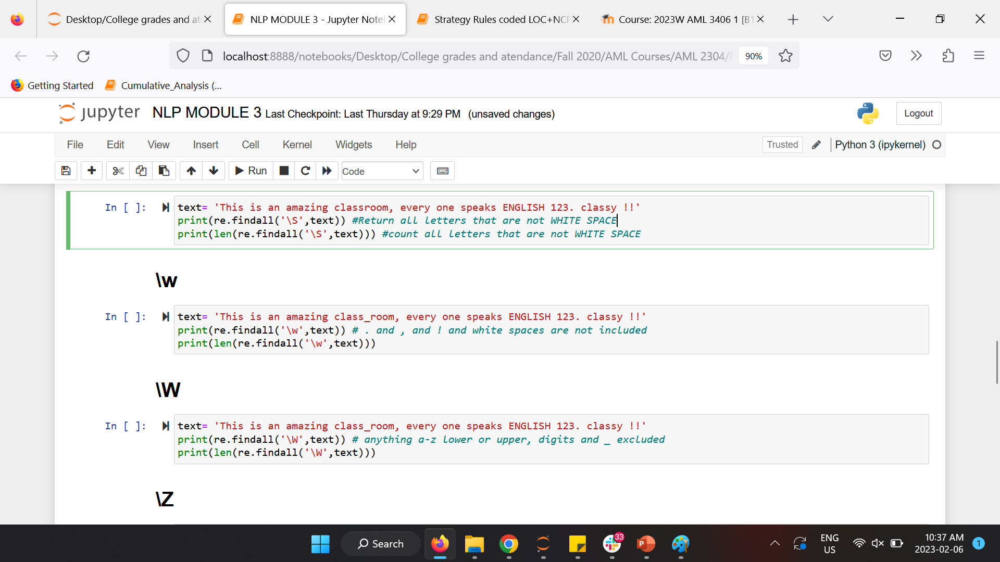 Desktop/College grades and at
NLP MODULE 3 - Jupyter Note
Strategy Rules coded LOC+NCP
Course: 2023W AML 3406 1 [B1
localhost:8888/notebooks/Desktop/College grades and atendance/Fall 2020/AML Courses/AML 2304/
90%
Getting Started
Cumulative_Analysis (...
jupyter
NLP MODULE 3 Last Checkpoint: Last Thursday at 9:29 PM (unsaved changes)
Logout
File Edit View Insert Cell Kernel Widgets Help
Trusted
Python 3 (ipykernel)
Run
Code
In [ ]:
text= 'This is an amazing classroom, every one speaks ENGLISH 123. classy !!'
print(re.findall('\S',text)) #Return all letters that are not WHITE SPACE
print(len(re.findall('\S',text))) #count all letters that are not WHITE SPACE
\w
In [ ]:
text= 'This is an amazing class_room, every one speaks ENGLISH 123. classy !!'
print(re.findall('\w',text)) # . and , and ! and white spaces are not included
print(len(re.findall('\w',text)))
\W
In [ ]:
text= 'This is an amazing class_room, every one speaks ENGLISH 123. classy !!'
print(re.findall('\W',text)) # anything a-z lower or upper, digits and _ excluded
print(len(re.findall('\W',text)))
\Z
Search
33
P
ENG
US
10:37 AM
2023-02-06
1